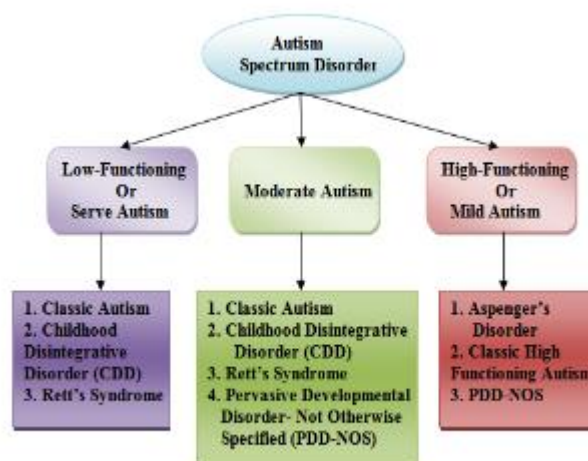 Autism
Spectrum Disorder
Low-Functioning
Or
Serve Autism
Moderate Autism
High-Functioning
Or
Mild Autism
1. Classic Autism
2. Childhood
Disintegrative
Disorder (CDD)
3. Rett's Syndrome
1. Classic Autism
2. Childhood Disintegrative
Disorder (CDD)
3. Rett's Syndrome
4. Pervasive Developmental
Disorder- Not Otherwise
Specified (PDD-NOS)
1. Aspenger's
Disorder
2. Classic High
Functioning Autism
3. PDD-NOS